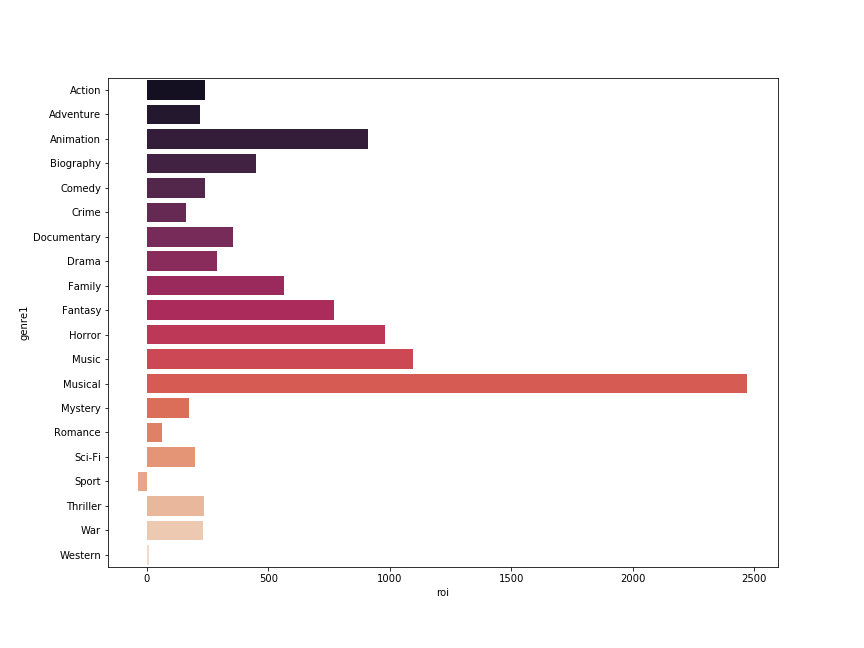 genre1
Action
Adventure
Animation
Biography
Comedy
Crime
Documentary
Drama
Family
Fantasy
Horror
Music
Musical
Mystery
Romance
Sci-Fi
Sport
Thriller
War
Western
0 500 1000 1500 2000 2500
roi